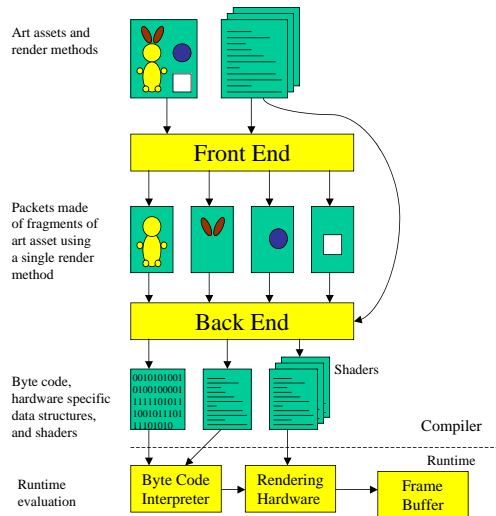 Art assets and
render methods
Front End
Packets made
of fragments of
art asset using
a single render
method
Back End
Shaders
Byte code,
hardware specific
data structures,
and shaders
0010101001
0100100001
1111101011
1001011101
11101010
Compiler
Runtime
Runtime
evaluation
Byte Code
Interpreter
Rendering
Hardware
Frame
Buffer